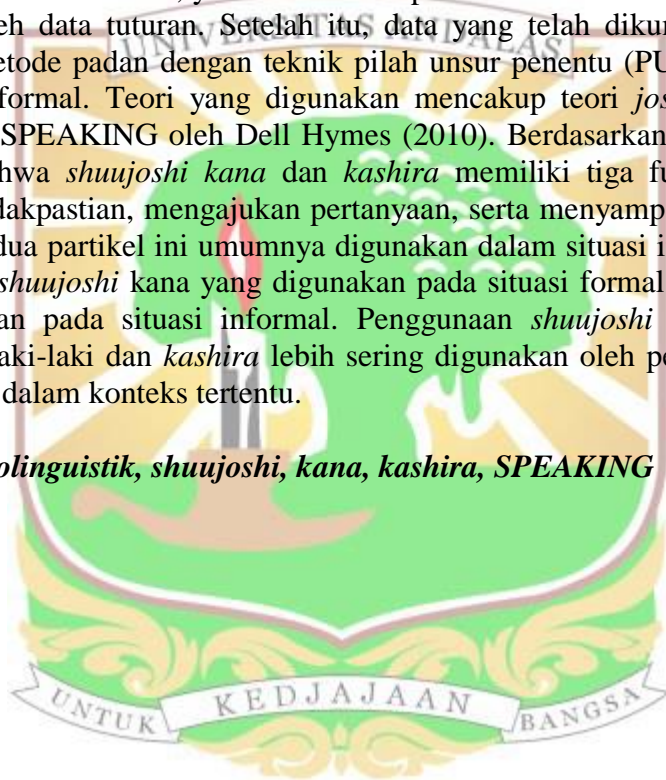 eh data tuturan. Setelah itu, data yang telah dikur
UNIVERSITAS ANDALAS
etode padan dengan teknik pilah unsur penentu (PU
formal. Teori yang digunakan mencakup teori jos
SPEAKING oleh Dell Hymes (2010). Berdasarkan
hwa shuujoshi kana dan kashira memiliki tiga fu
dakpastian, mengajukan pertanyaan, serta menyamp
dua partikel ini umumnya digunakan dalam situasi i
shuujoshi kana yang digunakan pada situasi formal
an pada situasi informal. Penggunaan shuujoshi
aki-laki dan kashira lebih sering digunakan oleh pe
dalam konteks tertentu.
olinguistik, shuujoshi, kana, kashira, SPEAKING
UNTUK KEDJAJAAN BANGSA